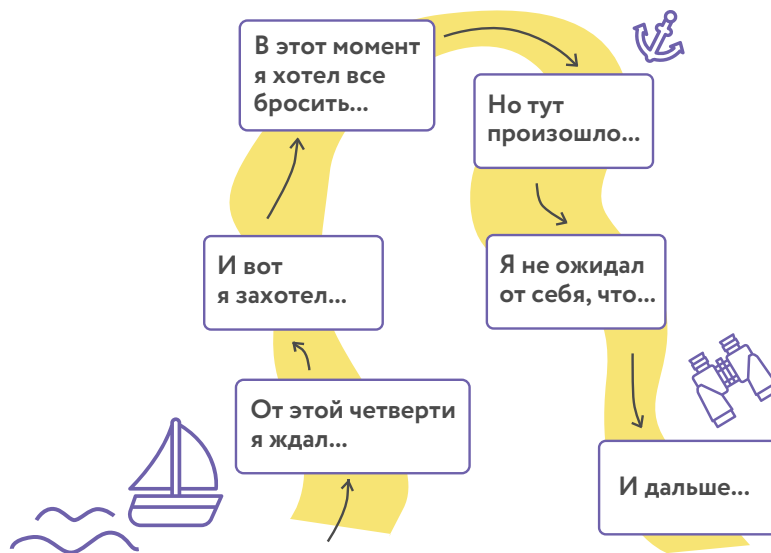 От этой четверти
я ждал...
И вот
я захотел...
В этот момент
я хотел все
бросить...
Но тут
произошло...
Я не ожидал
от себя, что...
И дальше...